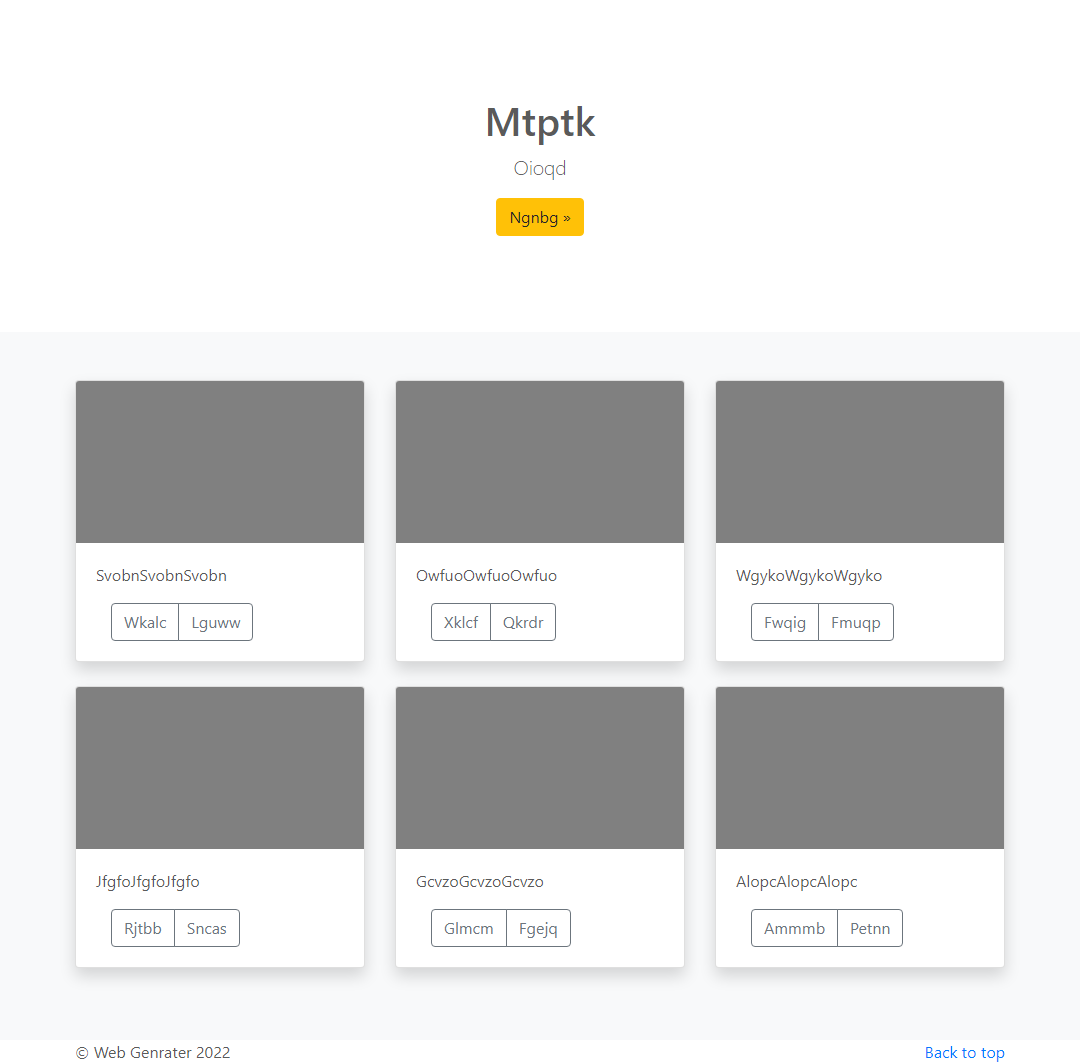 Mtptk
Oioqd
Ngnbg »
SvobnSvobnSvobn
Wkalc Lguww
OwfuoOwfuoOwfuo
Xklcf Qkrdr
WgykoWgykoWgyko
Fwqig Fmuqp
JfgfoJfgfoJfgfo
Rjtbb Sncas
GcvzoGcvzoGcvzo
Glmcm Fgejq
AlopcAlopcAlopc
Ammmb Petnn
© Web Genrater 2022
Back to top